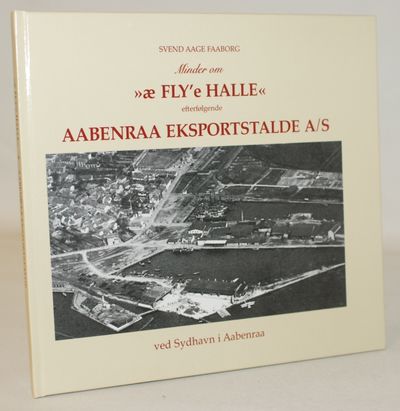 SVEND AAGE FAABORG
Minder om
»æ FLY'e HALLE«
efterfølgende
AABENRAA EKSPORTSTALDE A/S
ved Sydhavn i Aabenraa